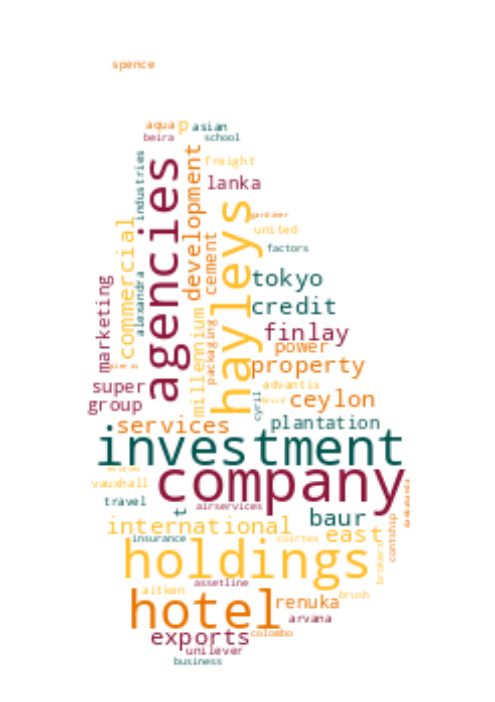 spence
aqua
p
asian
beira
school
industries
agencies
development
freight
lanka
hayleys
gardiner
united
factors
commercial
cement
alexandra
tokyo
credit
marketing
millennium
packaging
finlay
power
property
super
group
advantis
cyril
ceylon
services
plantation
investment
company
vauxhall
travel
t
airservices
baur
international
east
insurance
coirtex
contship
brokers
holdings
assetline
aitken
hotel
renuka
brush
arvana
exports
colombo
unilever
business